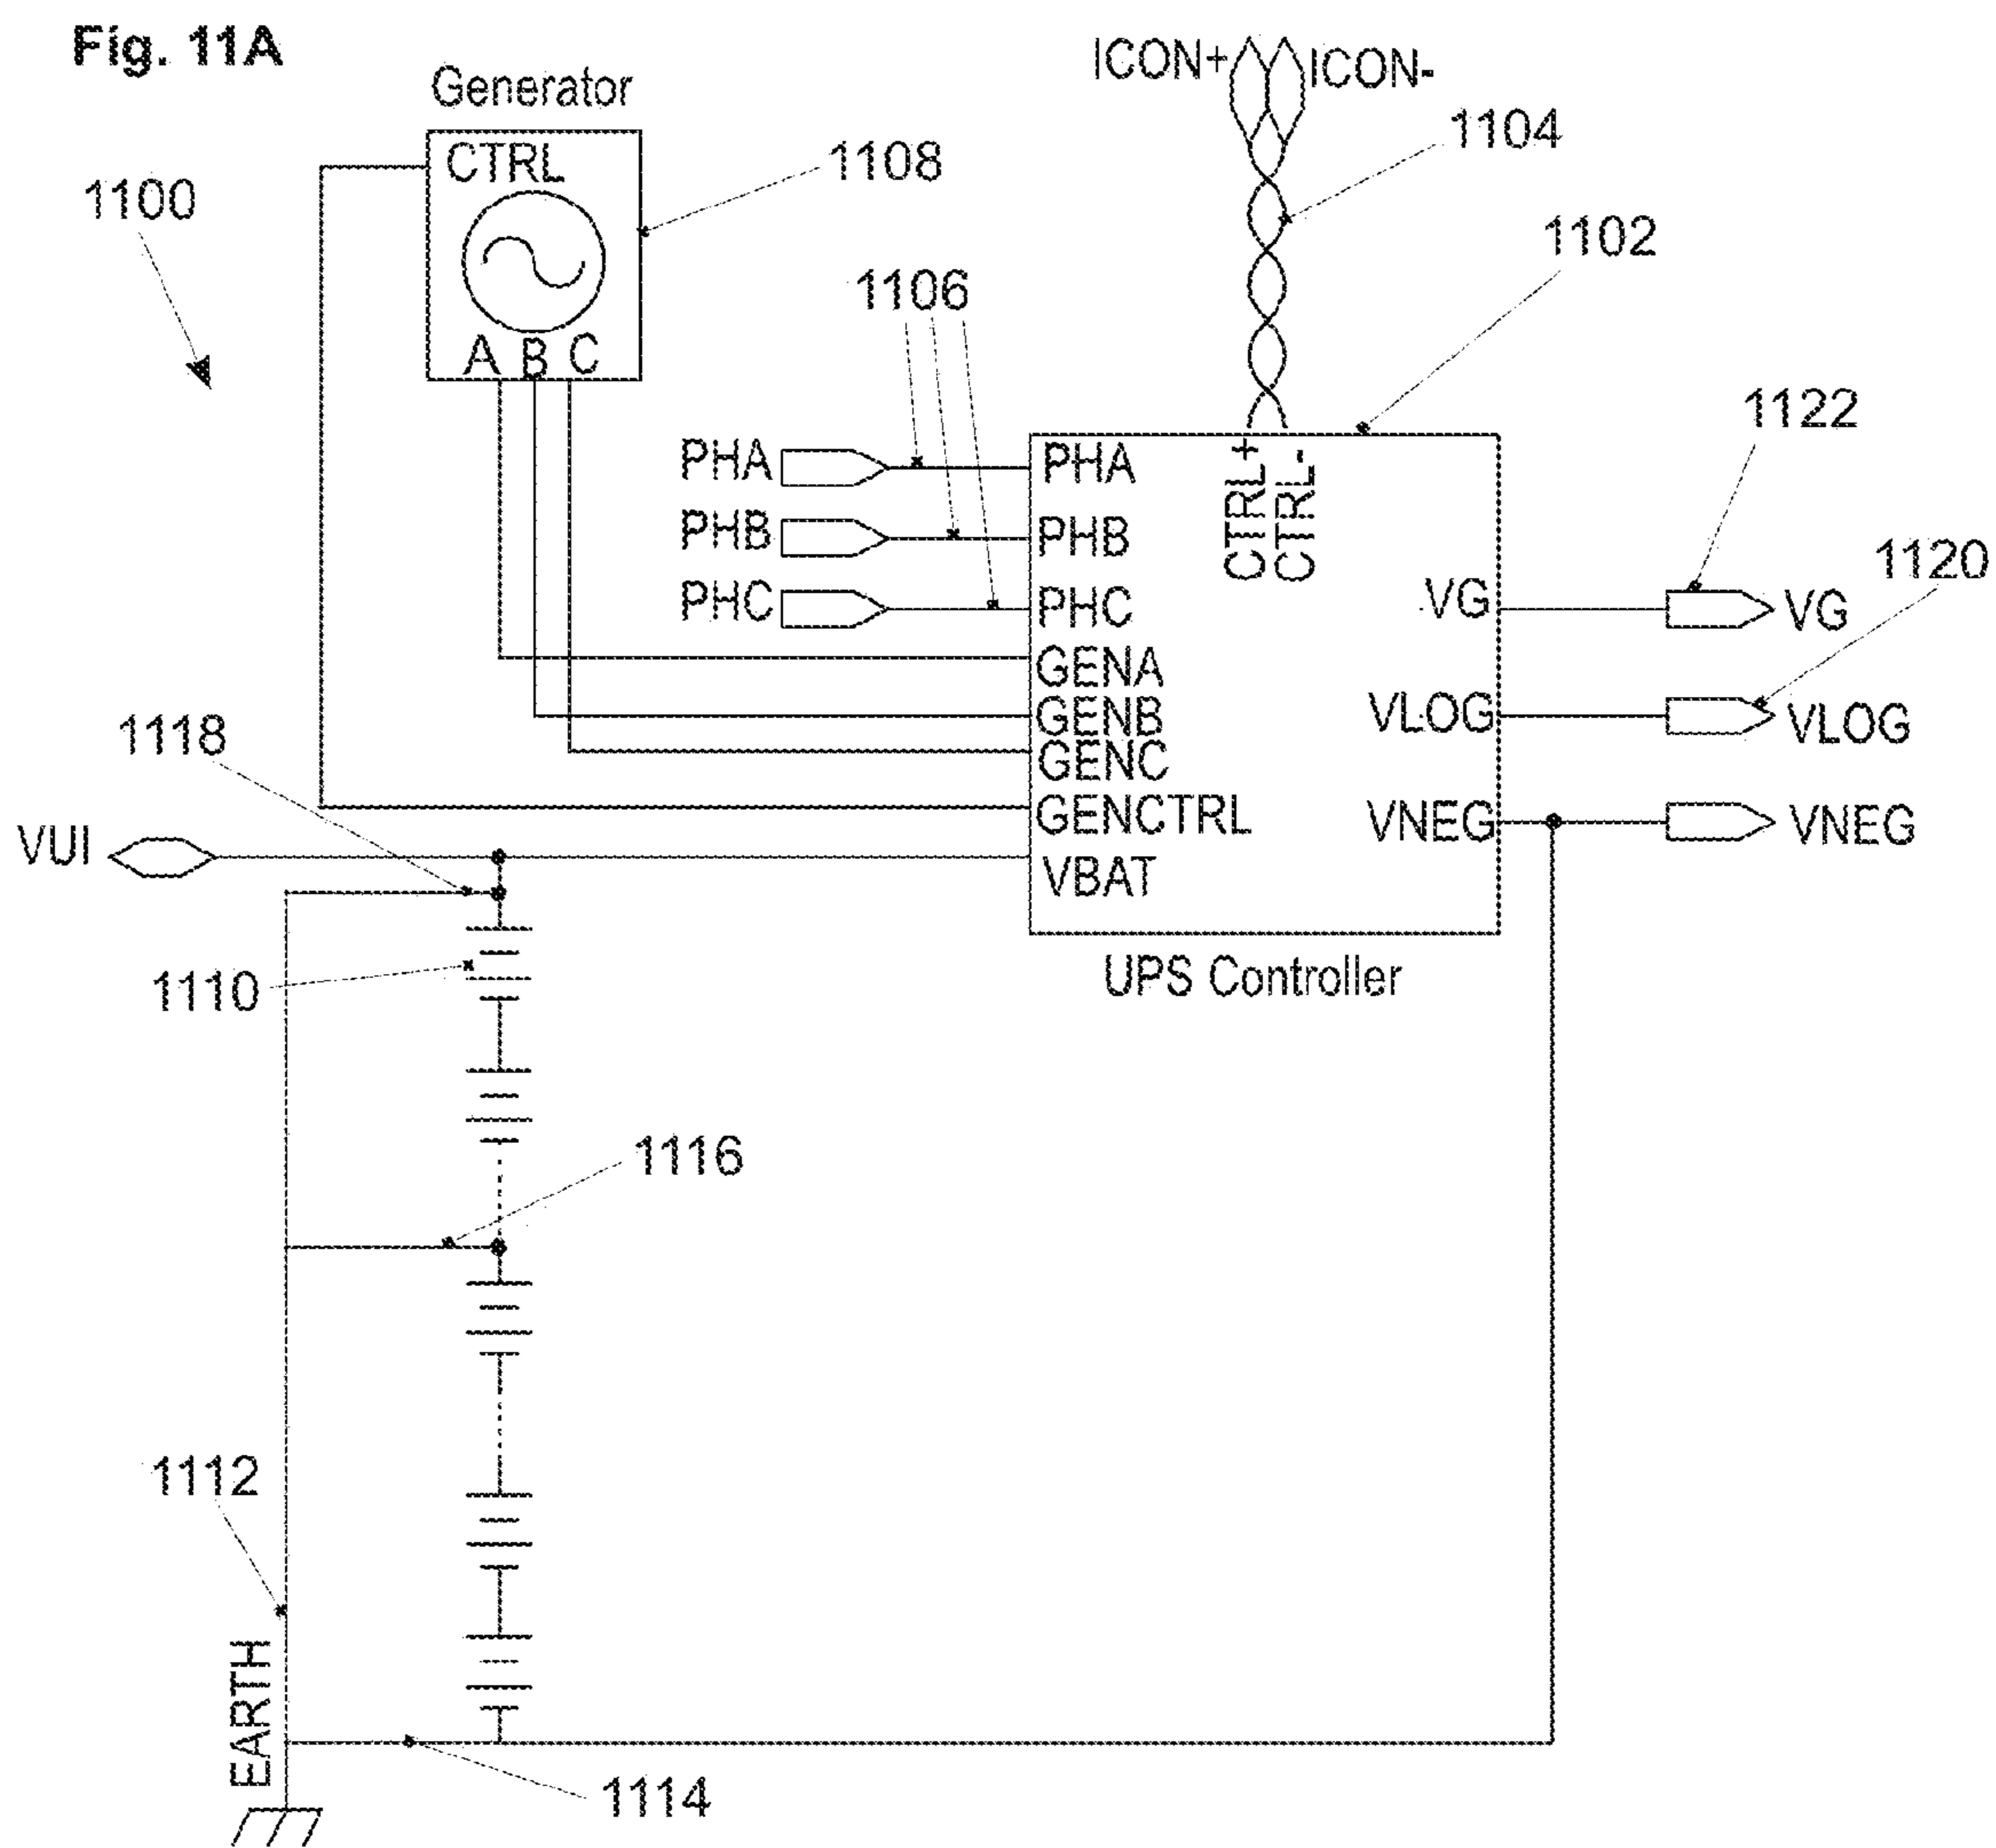 Fig. 11A
Generator
CTRL
A B C
1100
1108
ICON+
ICON-
1104
1102
1106
PHA
PHB
PHC
PHA
PHB
PHC
GENA
GENB
GENC
GENCTRL
VBAT
CTRL+
CTRL-
VG
VLOG
VNEG
UPS Controller
1122
VG
1120
VLOG
VNEG
1118
VUI
1110
1116
1112
EARTH
1114